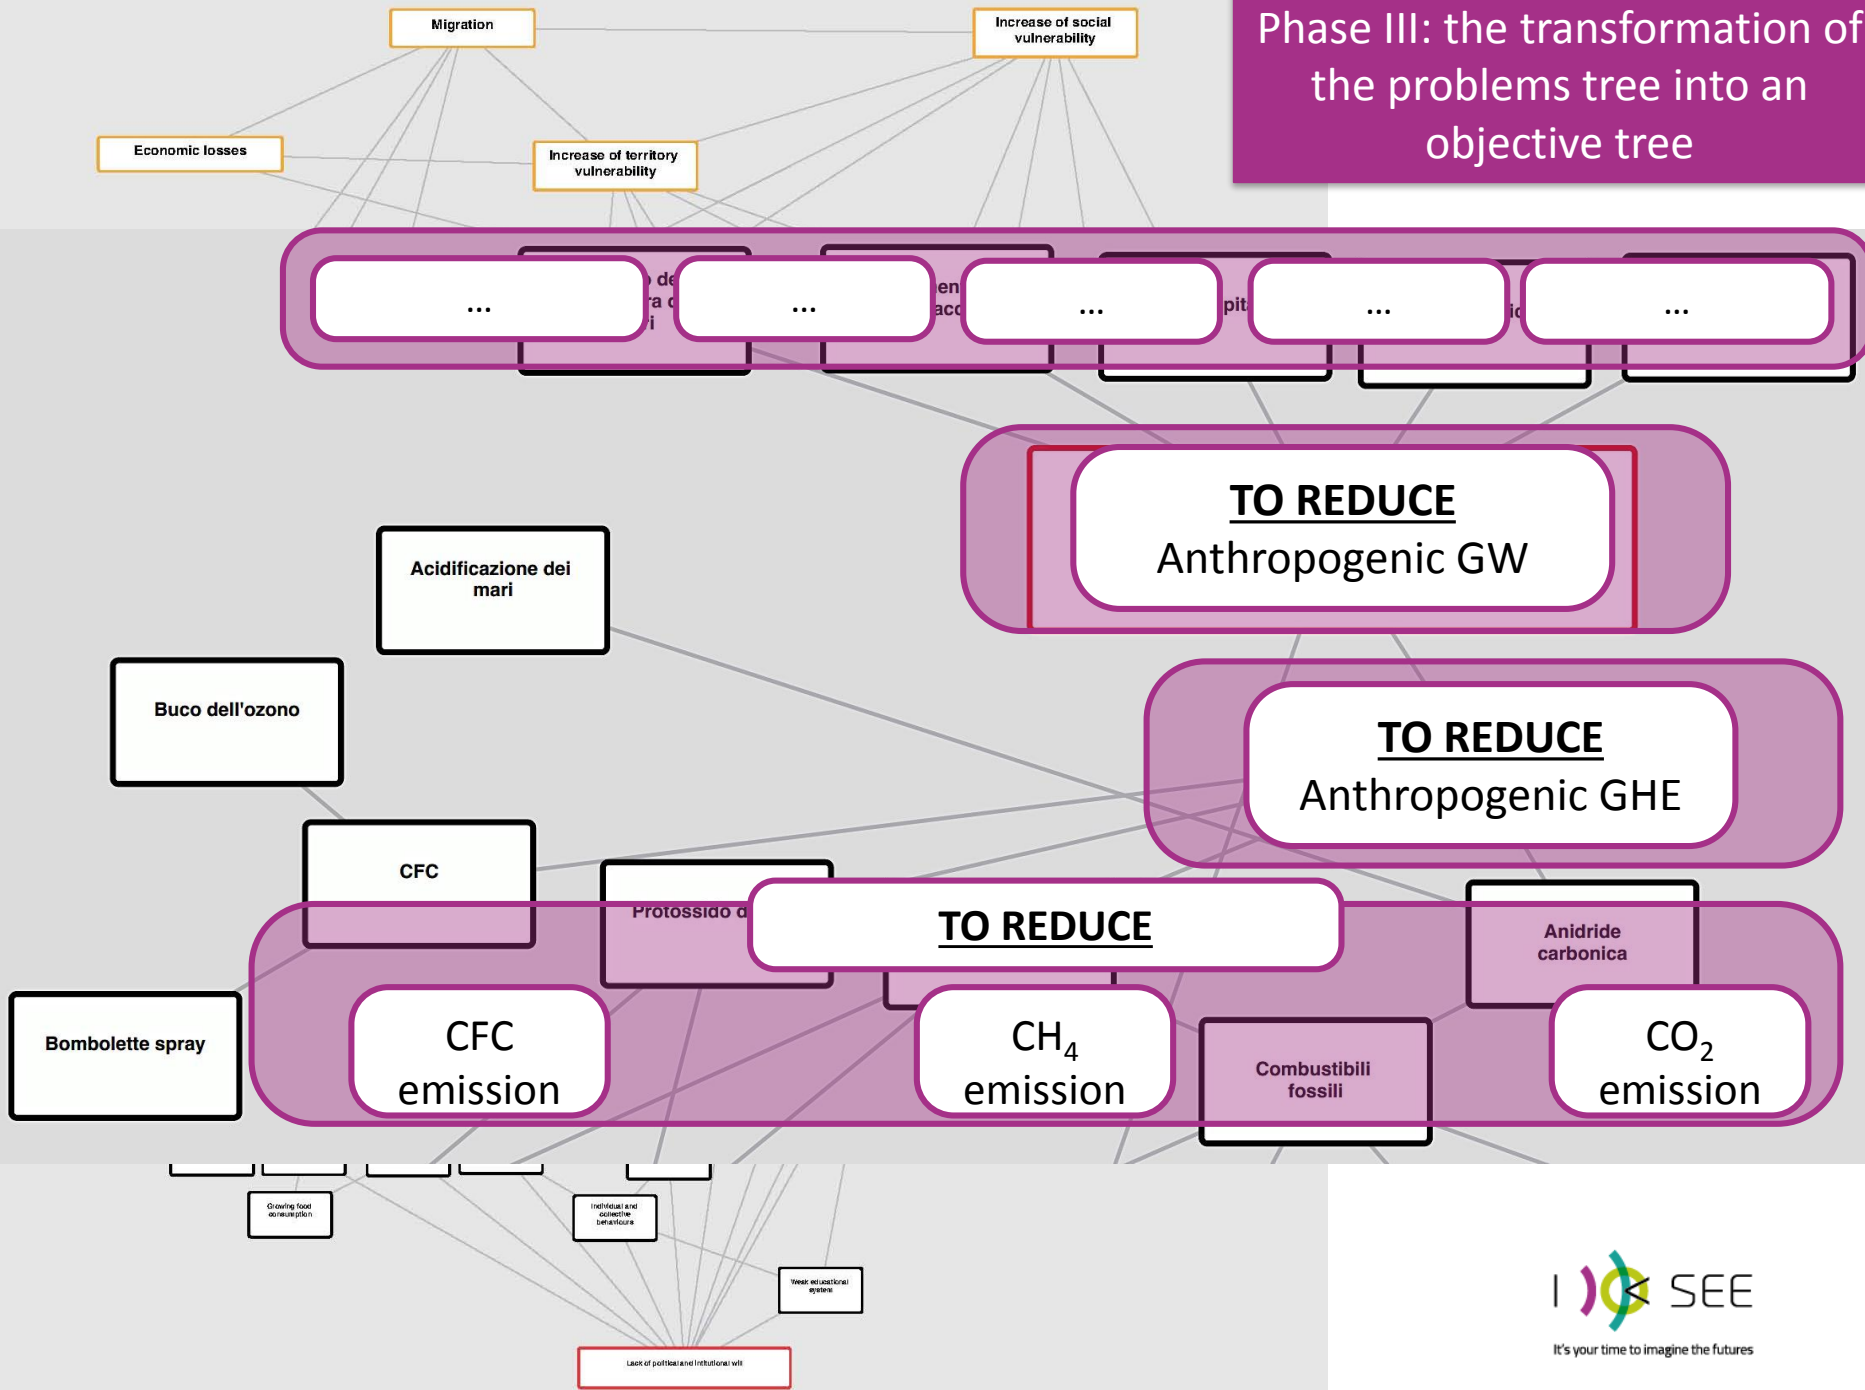 Migration
Increase of social
vulnerability
Phase III: the transformation of
the problems tree into an
objective tree
Economic losses
Increase of territory
vulnerability
...
...
...
...
...
TO REDUCE
Anthropogenic GW
Acidificazione dei
mari
Buco dell'ozono
TO REDUCE
Anthropogenic GHE
CFC
Protossido d
TO REDUCE
Anidride
carbonica
Bombolette spray
CFC
emission
CH₄
emission
Combustibili
fossili
CO₂
emission
Growing food
consumption
Individual and
collective
behaviours
Weak educational
system
Lack of political and intitutional will
I SEE
It's your time to imagine the futures